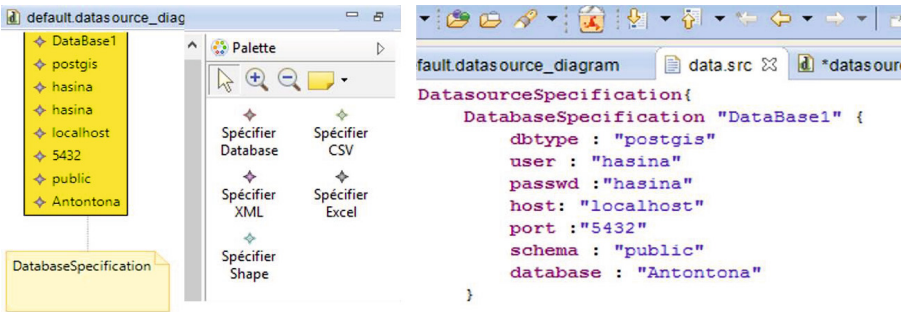 default.datasource_diag
DataBase1
postgis
hasina
hasina
localhost
5432
public
Antontona
DatabaseSpecification
Palette
Spécifier Database
Spécifier CSV
Spécifier XML
Spécifier Excel
Spécifier Shape
efault.datasource_diagram
data.src
*datasour
DatasourceSpecification{
DatabaseSpecification "DataBase1" {
dbtype : "postgis"
user : "hasina"
passwd :"hasina"
host: "localhost"
port :"5432"
schema : "public"
database : "Antontona"
}